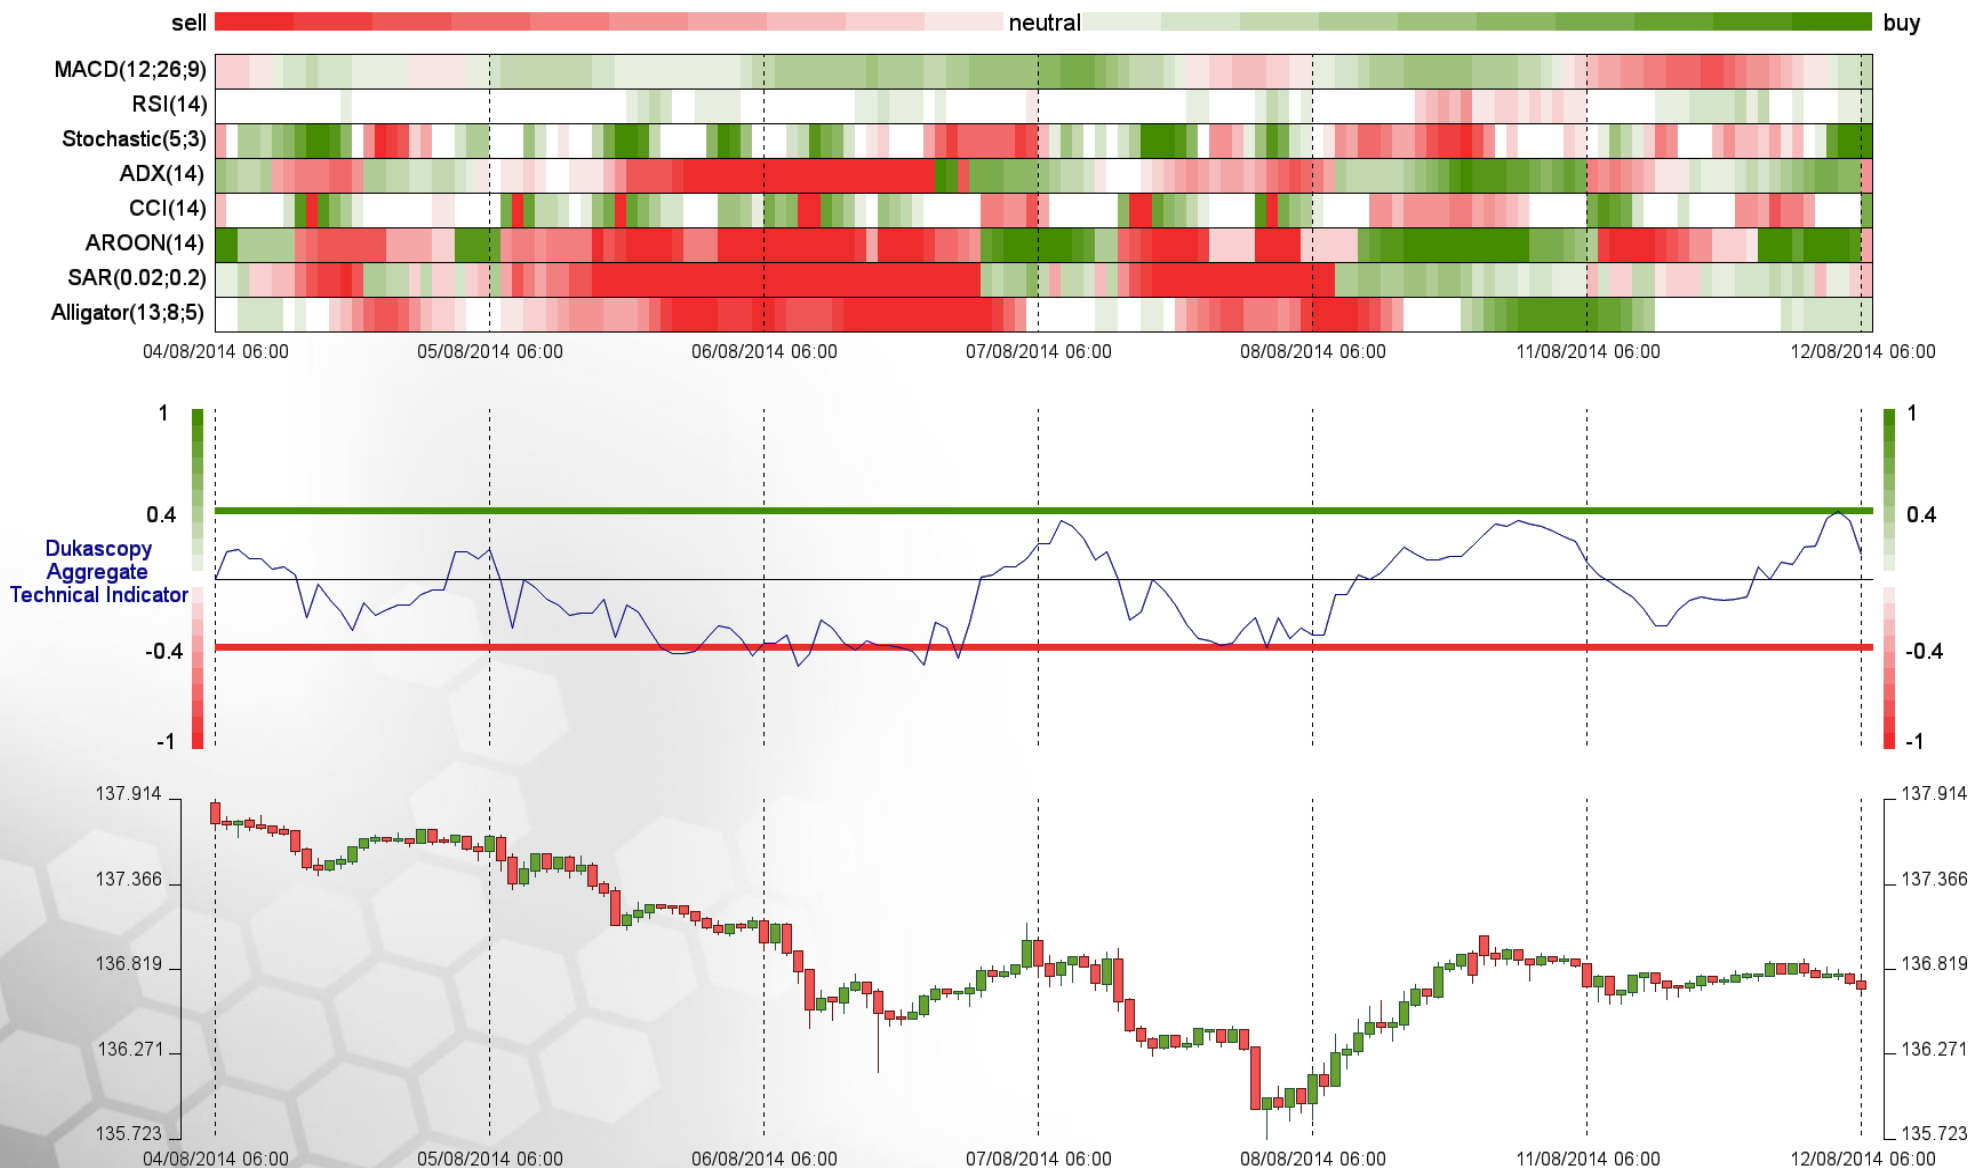 sell neutral buy
MACD(12;26;9)
RSI(14)
Stochastic(5;3)
ADX(14)
CCI(14)
AROON(14)
SAR(0.02;0.2)
Alligator(13;8;5)
04/08/2014 06:00 05/08/2014 06:00 06/08/2014 06:00 07/08/2014 06:00 08/08/2014 06:00 11/08/2014 06:00 12/08/2014 06:00
1 1
0.4 0.4
Dukascopy
Aggregate
Technical Indicator
-0.4 -0.4
-1 -1
137.914 137.914
137.366 137.366
136.819 136.819
136.271 136.271
135.723 135.723
04/08/2014 06:00 05/08/2014 06:00 06/08/2014 06:00 07/08/2014 06:00 08/08/2014 06:00 11/08/2014 06:00 12/08/2014 06:00